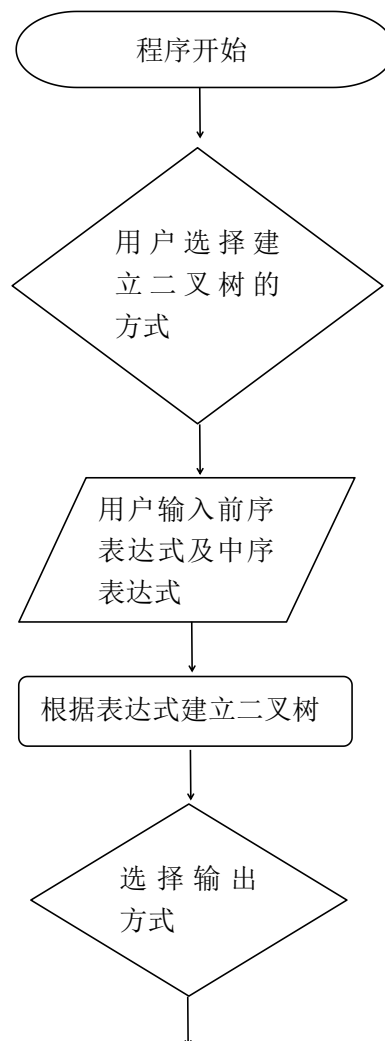 程序开始
用户选择建
立二叉树的
方式
用户输入前序
表达式及中序
表达式
根据表达式建立二叉树
选择输出
方式